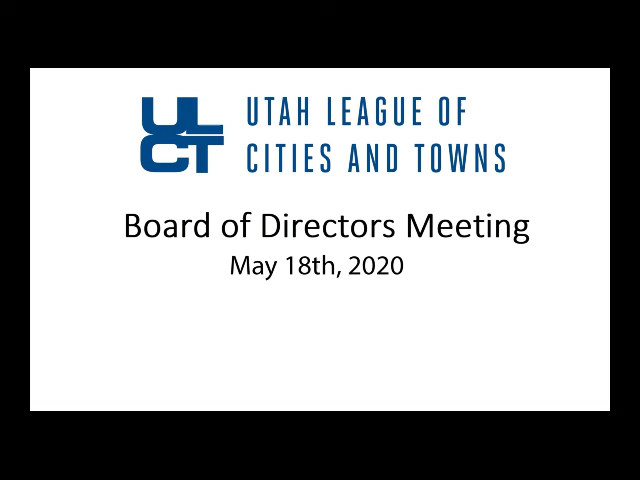 ULCT
UTAH LEAGUE OF
CITIES AND TOWNS
Board of Directors Meeting
May 18th, 2020